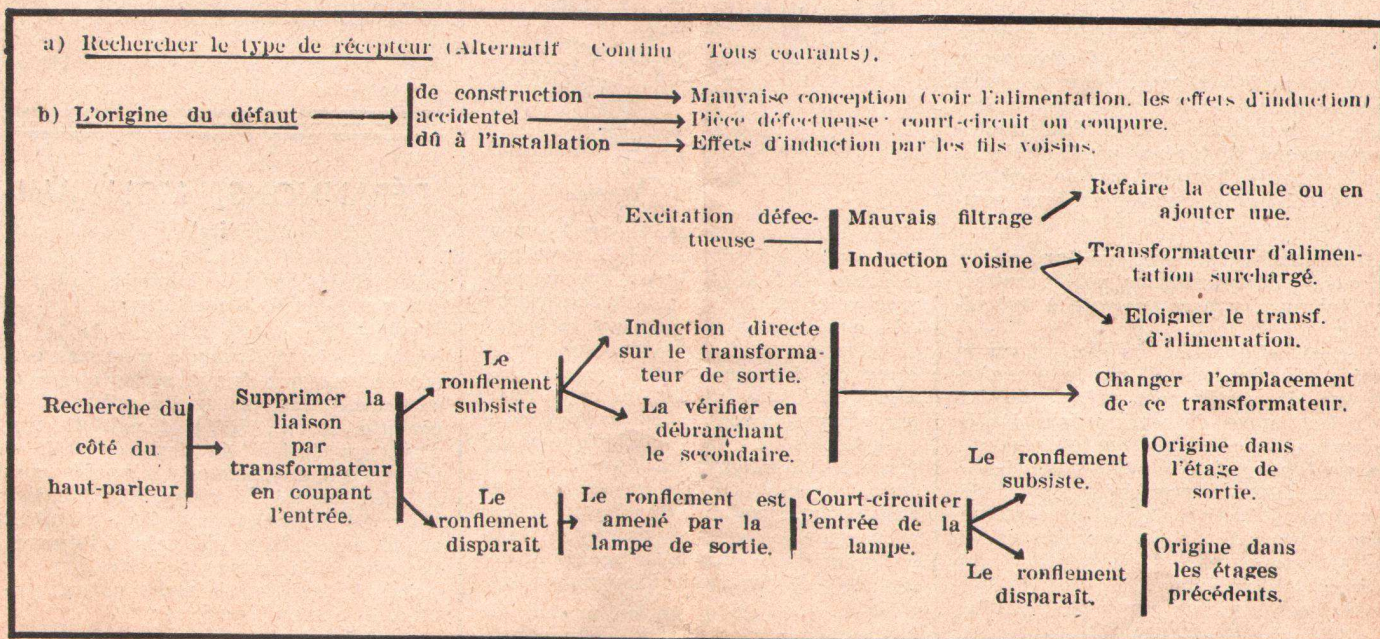 a) Rechercher le type de récepteur (Alternatif Continu Tous courants).
b) L'origine du défaut
de construction
Mauvaise conception (voir l'alimentation. les effets d'induction)
accidentel
Pièce défectueuse: court-circuit ou coupure.
dû à l'installation
Effets d'induction par les fils voisins.
Excitation défec-
tueuse
Mauvais filtrage
Refaire la cellule ou en
ajouter une.
Induction voisine
Transformateur d'alimen-
tation surchargé.
Eloigner le transf.
d'alimentation.
Recherche du
côté du
haut-parleur
Supprimer la
liaison
par
transformateur
en coupant
l'entrée.
Le
ronflement
subsiste
Induction directe
sur le transforma-
teur de sortie.
La vérifier en
débranchant
le secondaire.
Changer l'emplacement
de ce transformateur.
Le
ronflement
disparaît
Le ronflement est
amené par la
lampe de sortie.
Court-circuiter
l'entrée de la
lampe.
Le ronflement
subsiste.
Origine dans
l'étage de
sortie.
Le ronflement
disparaît.
Origine dans
les étages
précédents.